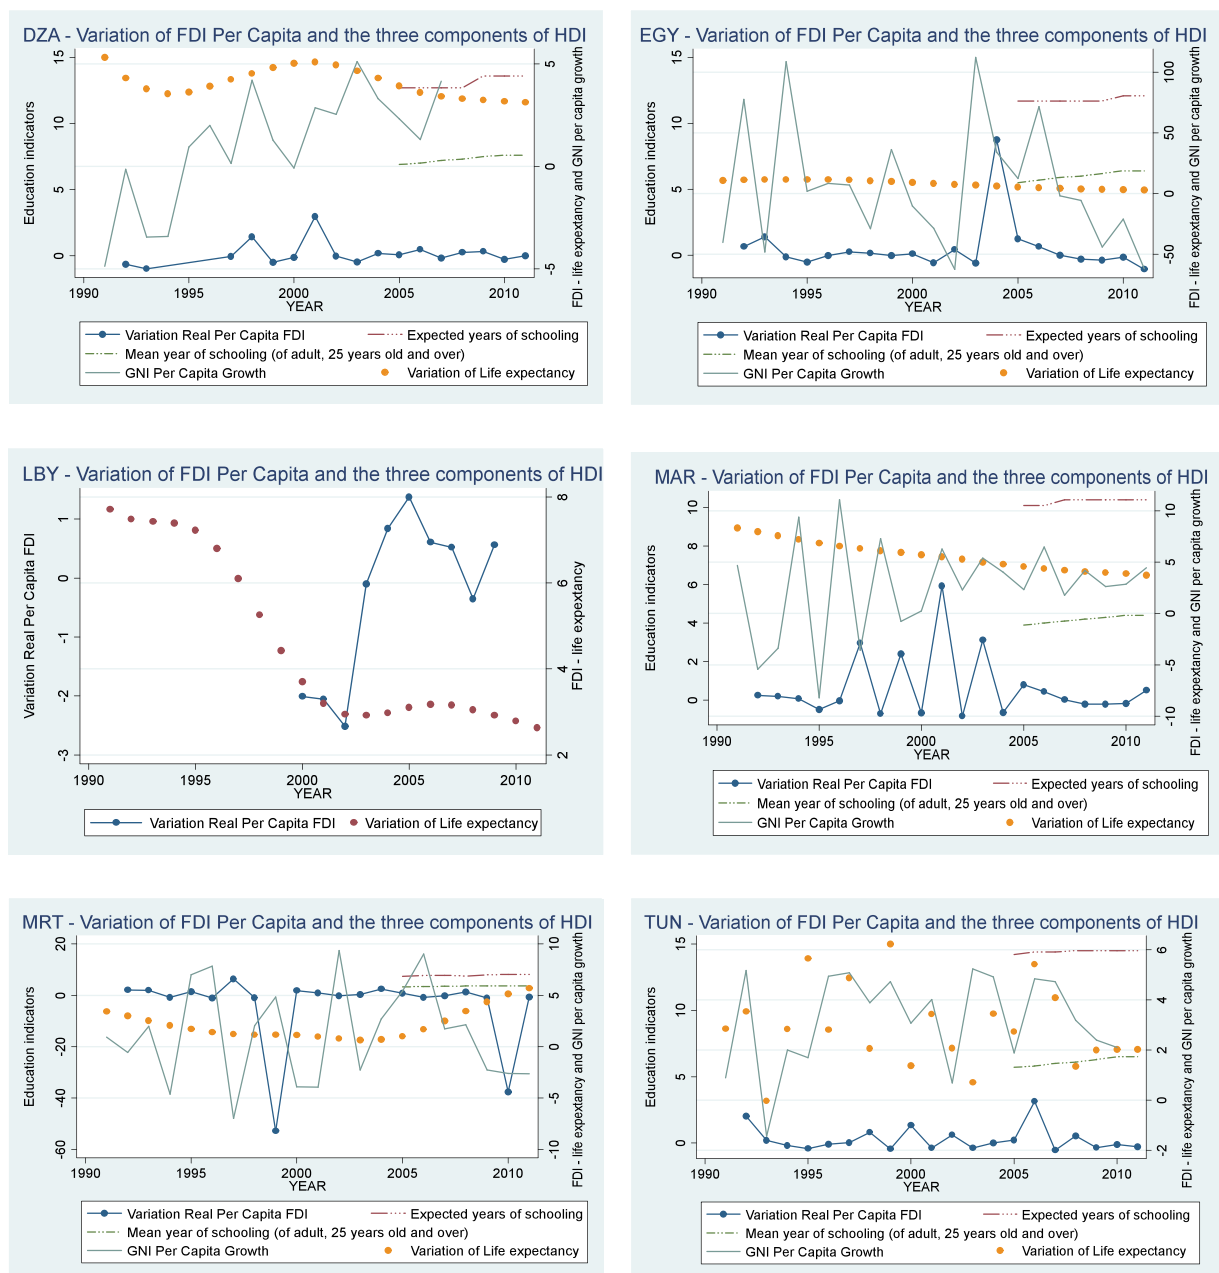 DZA - Variation of FDI Per Capita and the three components of HDI
Education indicators
15
10
5
0
5
0
-5
FDI - life expextancy and GNI per capita growth
1990 1995 2000 2005 2010
YEAR
Variation Real Per Capita FDI Expected years of schooling
Mean year of schooling (of adult, 25 years old and over)
GNI Per Capita Growth Variation of Life expectancy
EGY - Variation of FDI Per Capita and the three components of HDI
Education indicators
15
10
5
0
100
50
0
-50
FDI - life expextancy and GNI per capita growth
1990 1995 2000 2005 2010
YEAR
Variation Real Per Capita FDI Expected years of schooling
Mean year of schooling (of adult, 25 years old and over)
GNI Per Capita Growth Variation of Life expectancy
LBY - Variation of FDI Per Capita and the three components of HDI
Variation Real Per Capita FDI
1
0
-1
-2
-3
8
6
4
2
FDI - life expextancy
1990 1995 2000 2005 2010
YEAR
Variation Real Per Capita FDI Variation of Life expectancy
MAR - Variation of FDI Per Capita and the three components of HDI
Education indicators
10
8
6
4
2
0
10
5
0
-5
-10
FDI - life expextancy and GNI per capita growth
1990 1995 2000 2005 2010
YEAR
Variation Real Per Capita FDI Expected years of schooling
Mean year of schooling (of adult, 25 years old and over)
GNI Per Capita Growth Variation of Life expectancy
MRT - Variation of FDI Per Capita and the three components of HDI
Education indicators
20
0
-20
-40
-60
10
5
0
-5
-10
FDI - life expextancy and GNI per capita growth
1990 1995 2000 2005 2010
YEAR
Variation Real Per Capita FDI Expected years of schooling
Mean year of schooling (of adult, 25 years old and over)
GNI Per Capita Growth Variation of Life expectancy
TUN - Variation of FDI Per Capita and the three components of HDI
Education indicators
15
10
5
0
6
4
2
0
-2
FDI - life expextancy and GNI per capita growth
1990 1995 2000 2005 2010
YEAR
Variation Real Per Capita FDI Expected years of schooling
Mean year of schooling (of adult, 25 years old and over)
GNI Per Capita Growth Variation of Life expectancy